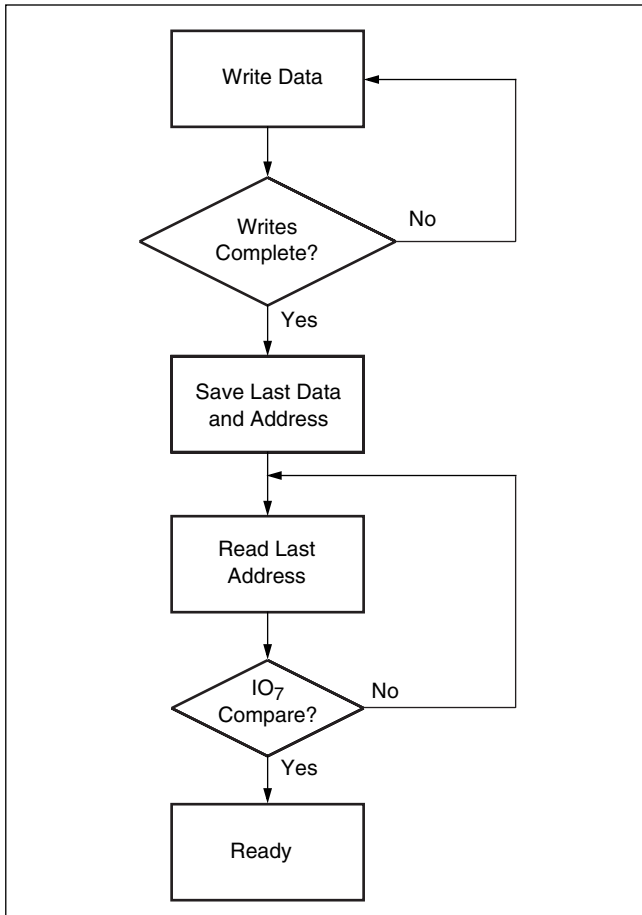 Write Data
Writes
Complete?
No
Yes
Save Last Data
and Address
Read Last
Address
IO₇
Compare?
No
Yes
Ready